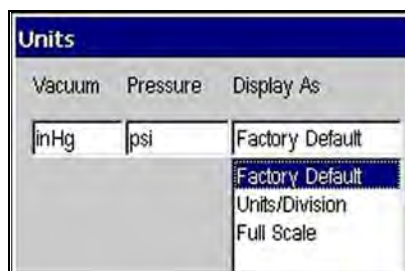 Units
Vacuum Pressure Display As
inHg psi Factory Default
Factory Default
Units/Division
Full Scale